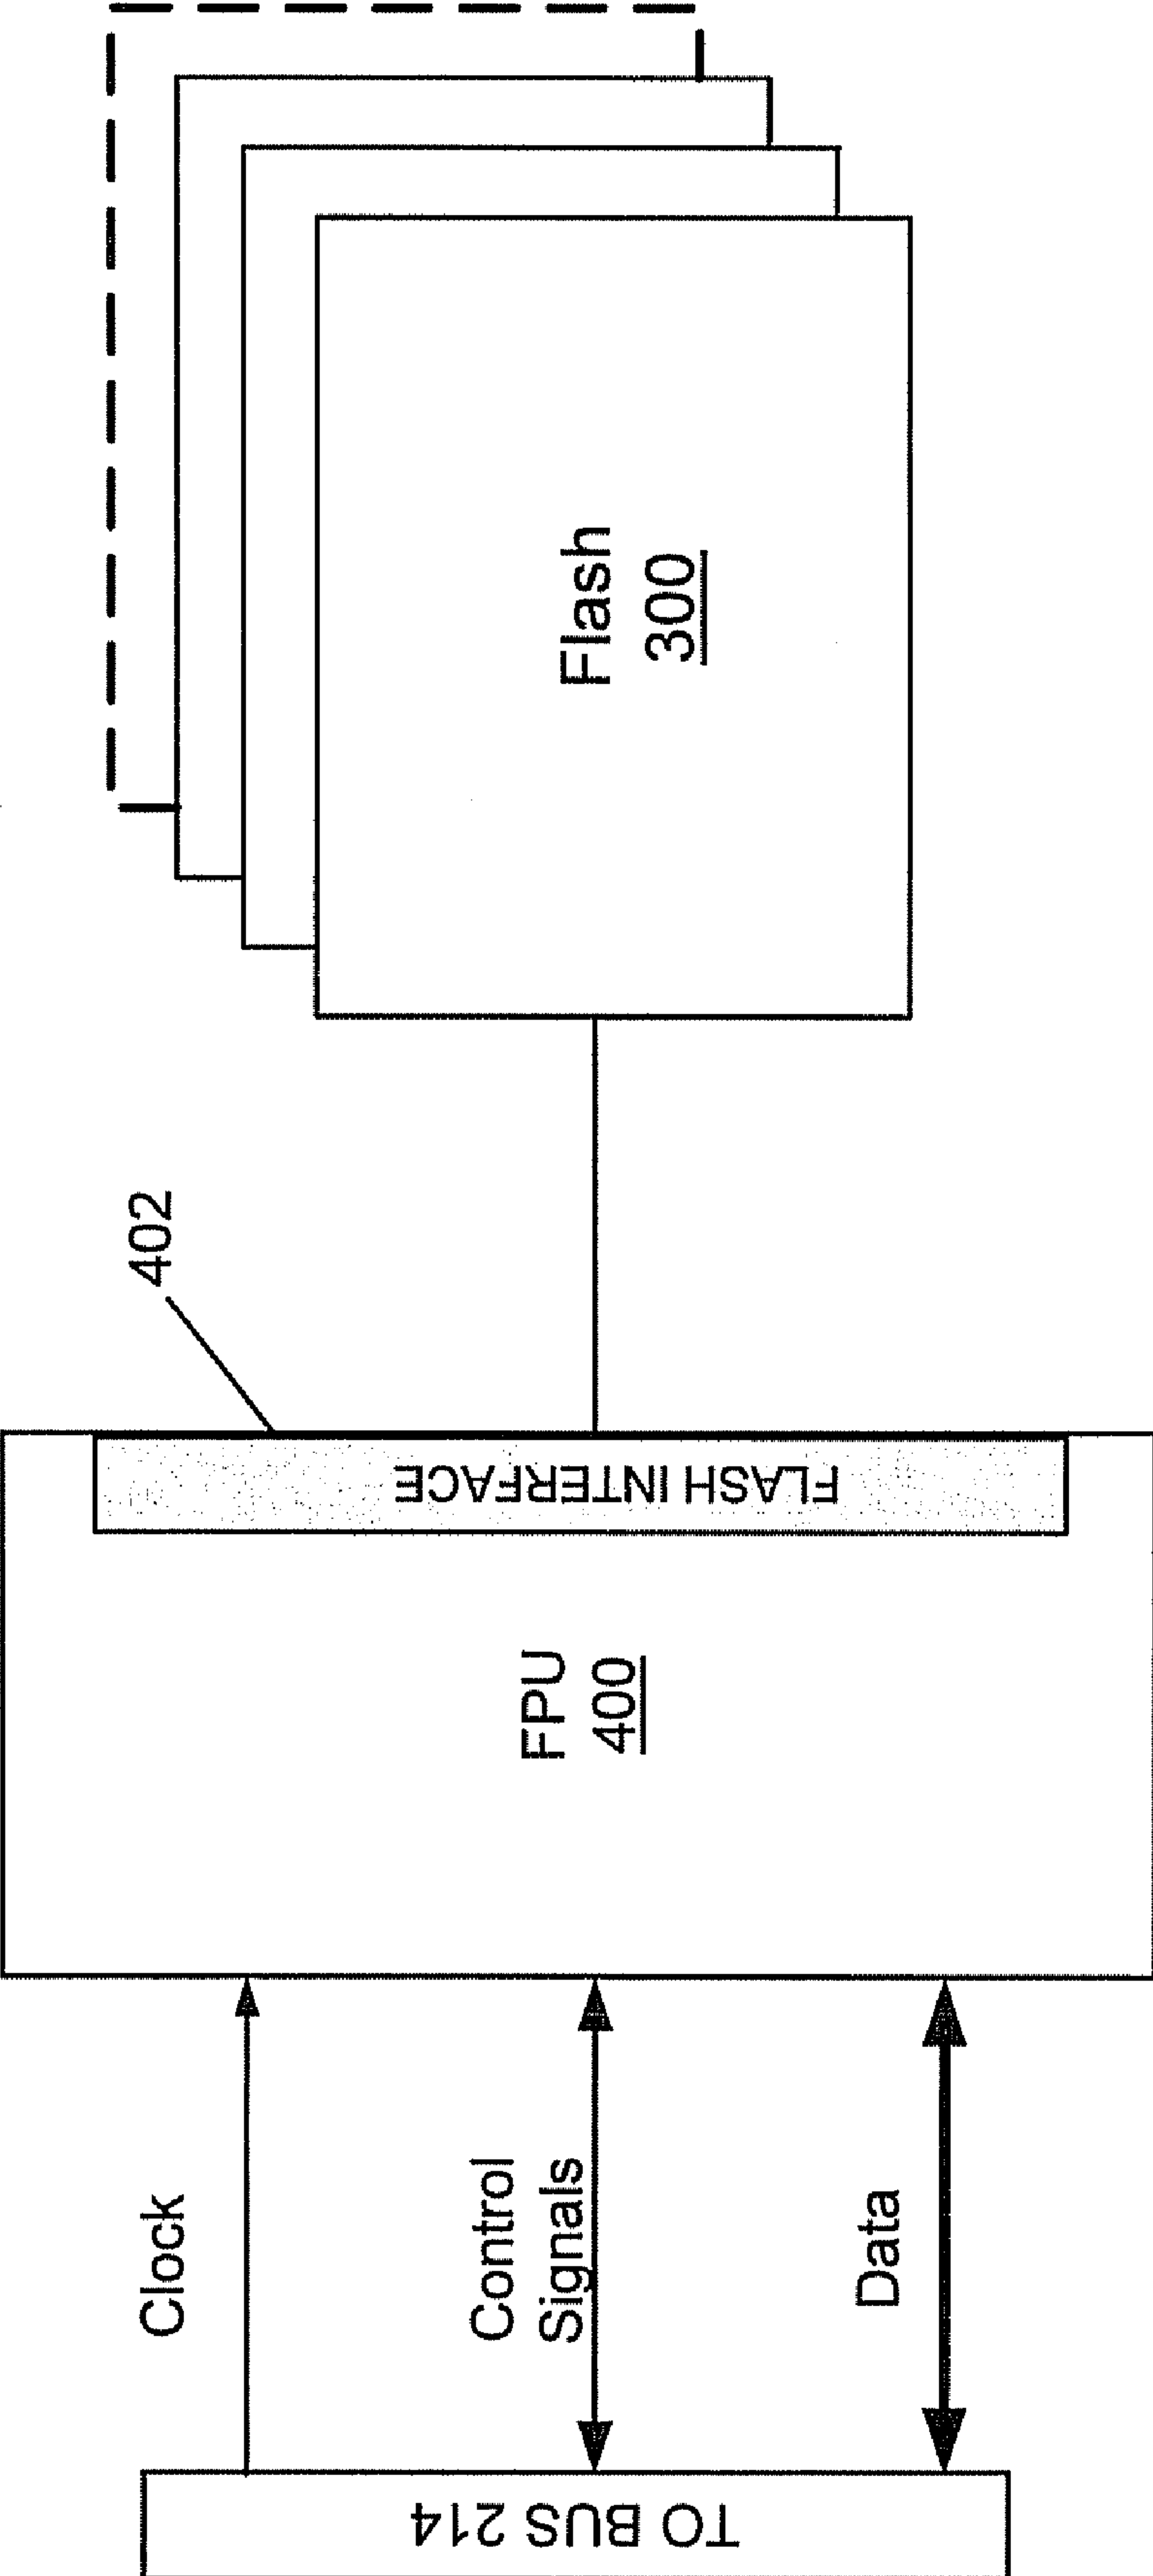 TO BUS 214
Clock
Control
Signals
Data
FPU
400
FLASH INTERFACE
402
Flash
300